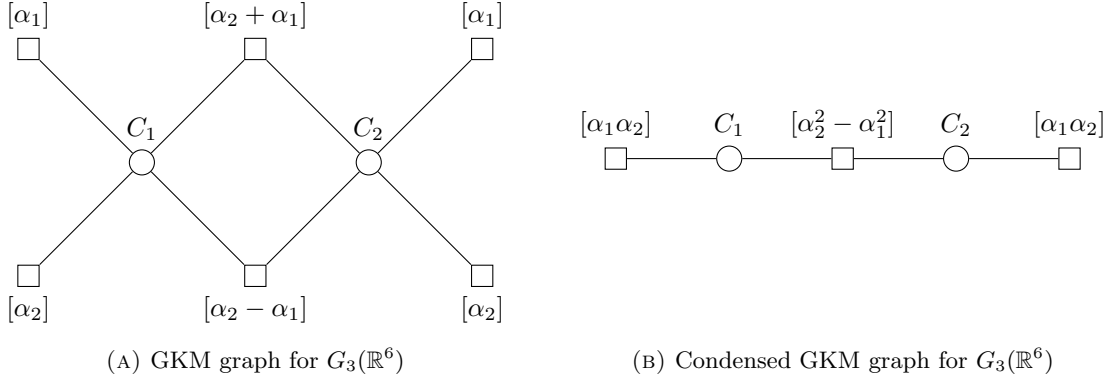 [α₁] [α₂ + α₁] [α₁]
C₁ C₂
[α₂] [α₂ − α₁] [α₂]
(A) GKM graph for G₃(ℝ⁶)
[α₁α₂] C₁ [α₂² − α₁²] C₂ [α₁α₂]
(B) Condensed GKM graph for G₃(ℝ⁶)